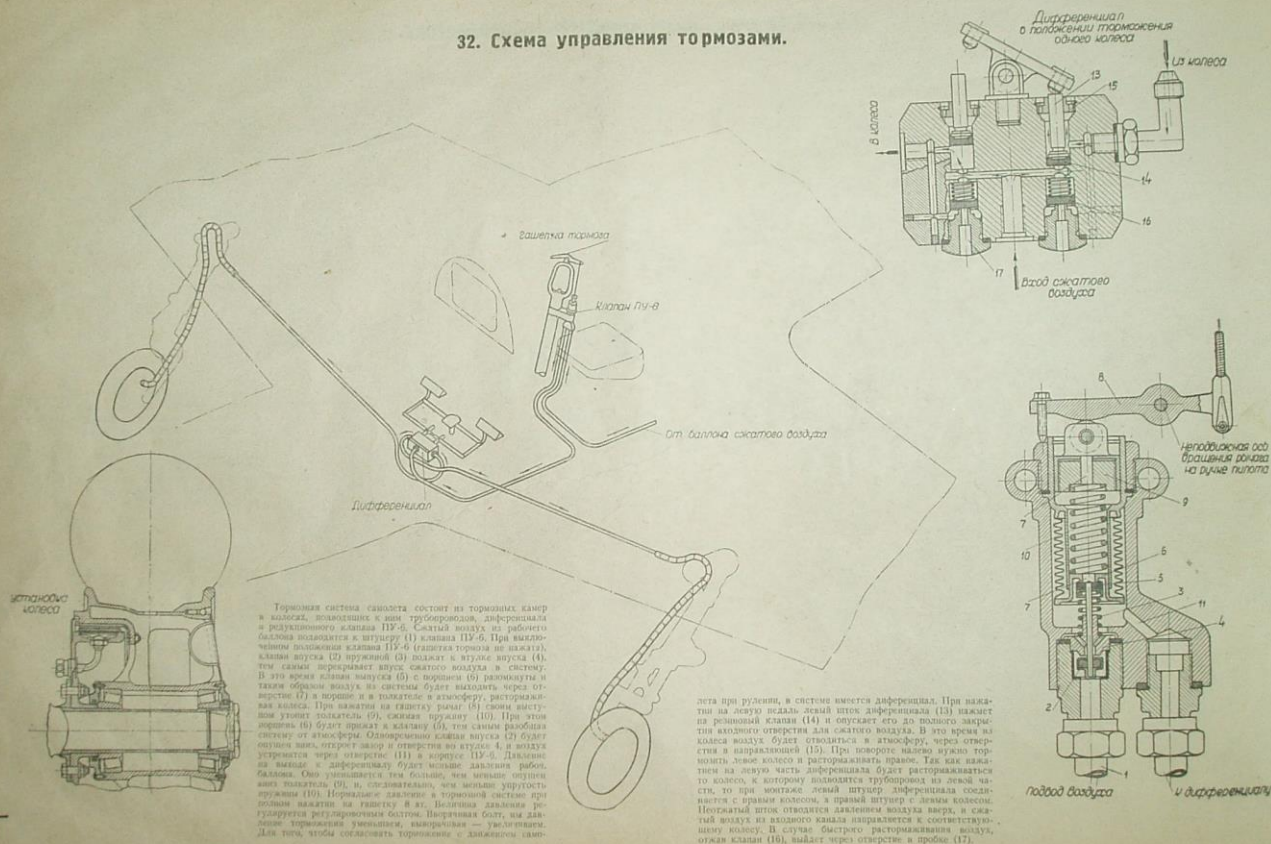 32. Схема управления тормозами.
Дифференциал
в положении торможения
одного колеса
Из колеса
В колеса
13
15
14
16
17
Вход сжатого
воздуха
Гашетка тормоза
Клапан ПУ-6
От баллона сжатого воздуха
Дифференциал
установка
колеса
8
Неподвижная ось
вращения рычага
на ручке пилота
9
7
10
6
5
7
3
11
4
2
1
Подвод воздуха
К дифференциалу
Тормозная система самолета состоит из тормозных камер
в колесах, подводящих к ним трубопроводов, диференциала
и редукционного клапана ПУ-6. Сжатый воздух из рабочего
баллона подводится к штуцеру (1) клапана ПУ-6. При выклю-
ченном положении клапана ПУ-6 (гашетка тормоза не нажата),
клапан впуска (2) пружиной (3) поджат к втулке впуска (4),
тем самым перекрывает впуск сжатого воздуха в систему.
В это время клапан выпуска (5) с поршнем (6) разомкнуты и
таким образом воздух из системы будет выходить через от-
верстие (7) в поршне и в толкателе в атмосферу, растормажи-
вая колеса. При нажатии на гашетку рычаг (8) своим высту-
пом утопит толкатель (9), сжимая пружину (10). При этом
поршень (6) будет прижат к клапану (5), тем самым разобщая
систему от атмосферы. Одновременно клапан впуска (2) будет
опущен вниз, откроет зазор и отверстия во втулке 4, и воздух
устремится через отверстие (11) в корпусе ПУ-6. Давление
на выходе к диференциалу будет меньше давления рабоч.
баллона. Оно уменьшается тем больше, чем меньше опущен
вниз толкатель (9), и, следовательно, чем меньше упругость
пружины (10). Нормальное давление в тормозной системе при
полном нажатии на гашетку 8 ат. Величина давления ре-
гулируется регулировочным болтом. Вворачивая болт, мы дав-
ление торможения уменьшаем, выворачивая — увеличиваем.
Для того, чтобы согласовать торможения с движением само-
лета при рулении, в системе имеется диференциал. При нажа-
тии на левую педаль левый шток диференциала (13) нажмет
на резиновый клапан (14) и опускает его до полного закры-
тия входного отверстия для сжатого воздуха. В это время из
колеса воздух будет отводиться в атмосферу, через отвер-
стия в направляющей (15). При повороте налево нужно тор-
мозить левое колесо и растормаживать правое. Так как нажа-
тием на левую часть диференциала будет растормаживаться
то колесо, к которому подводится трубопровод из левой ча-
сти, то при монтаже левый штуцер диференциала соеди-
няется с правым колесом, а правый штуцер с левым колесом.
Неотжатый шток отводится давлением воздуха вверх, и сжа-
тый воздух из входного канала направляется к соответствую-
щему колесу. В случае быстрого растормаживания воздух,
отжав клапан (16), выйдет через отверстие в пробке (17).